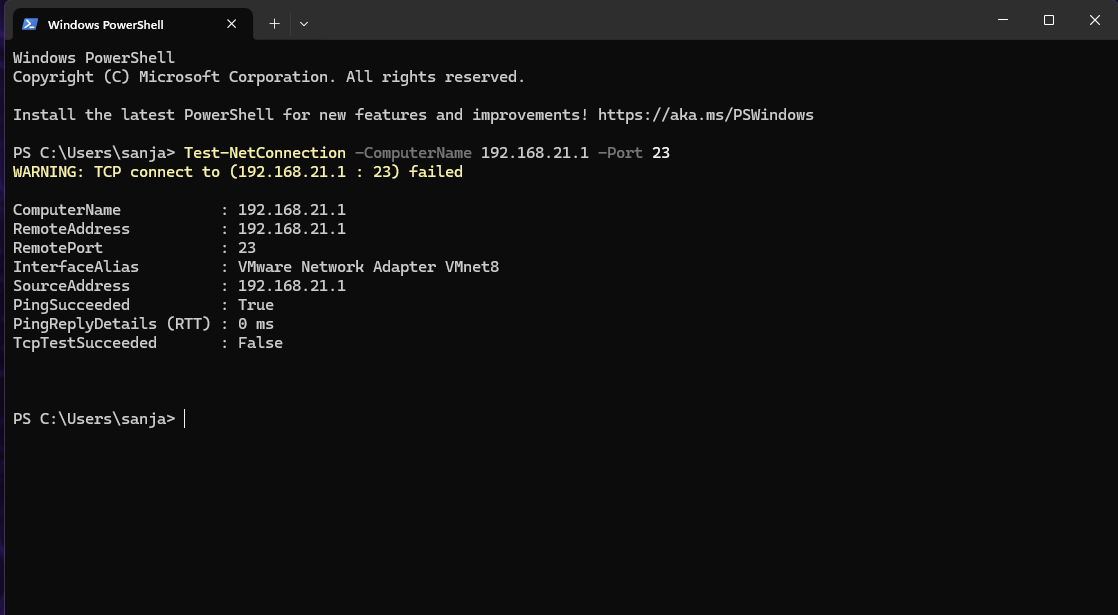 Windows PowerShell
Windows PowerShell
Copyright (C) Microsoft Corporation. All rights reserved.
Install the latest PowerShell for new features and improvements! https://aka.ms/PSWindows
PS C:\Users\sanja> Test-NetConnection -ComputerName 192.168.21.1 -Port 23
WARNING: TCP connect to (192.168.21.1 : 23) failed
ComputerName           : 192.168.21.1
RemoteAddress          : 192.168.21.1
RemotePort             : 23
InterfaceAlias         : VMware Network Adapter VMnet8
SourceAddress          : 192.168.21.1
PingSucceeded          : True
PingReplyDetails (RTT) : 0 ms
TcpTestSucceeded       : False
PS C:\Users\sanja>